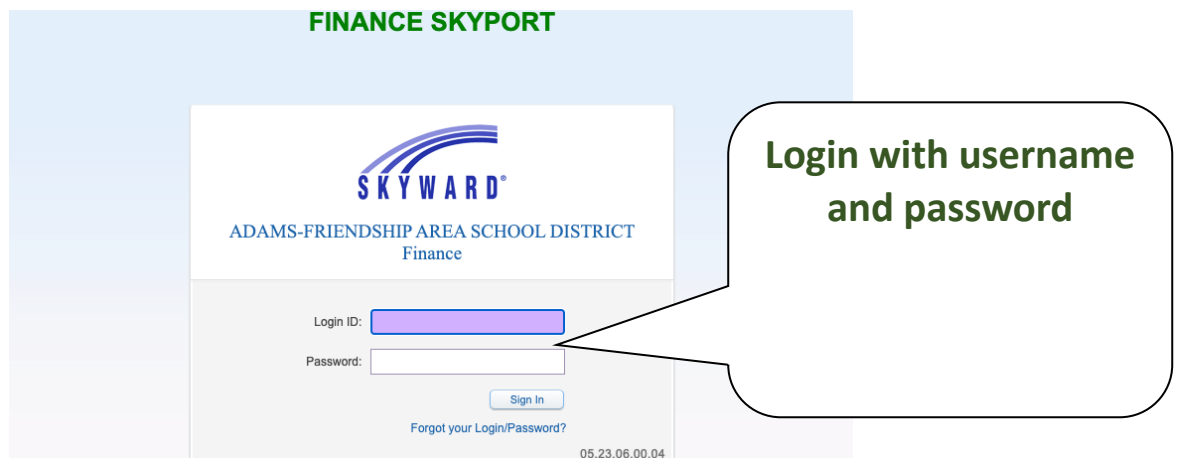 FINANCE SKYPORT
SKYWARD®
ADAMS-FRIENDSHIP AREA SCHOOL DISTRICT
Finance
Login ID:
Password:
Sign In
Forgot your Login/Password?
05.23.06.00.04
Login with username
and password